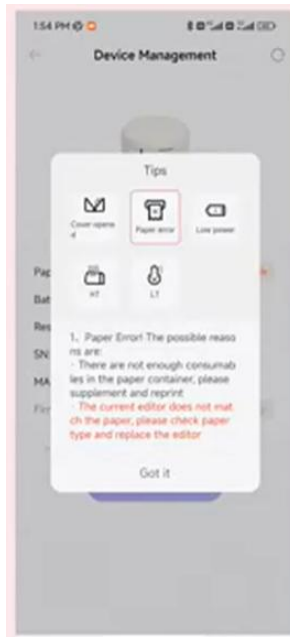 1:54 PM
Device Management
Tips
Cover opene
d
Paper error
Low power
HT
LT
Pap
Bat
Res
SN
MA
Fir
1、Paper Error! The possible reaso
ns are:
· There are not enough consumab
les in the paper container, please
supplement and reprint
· The current editor does not mat
ch the paper, please check paper
type and replace the editor
Got it